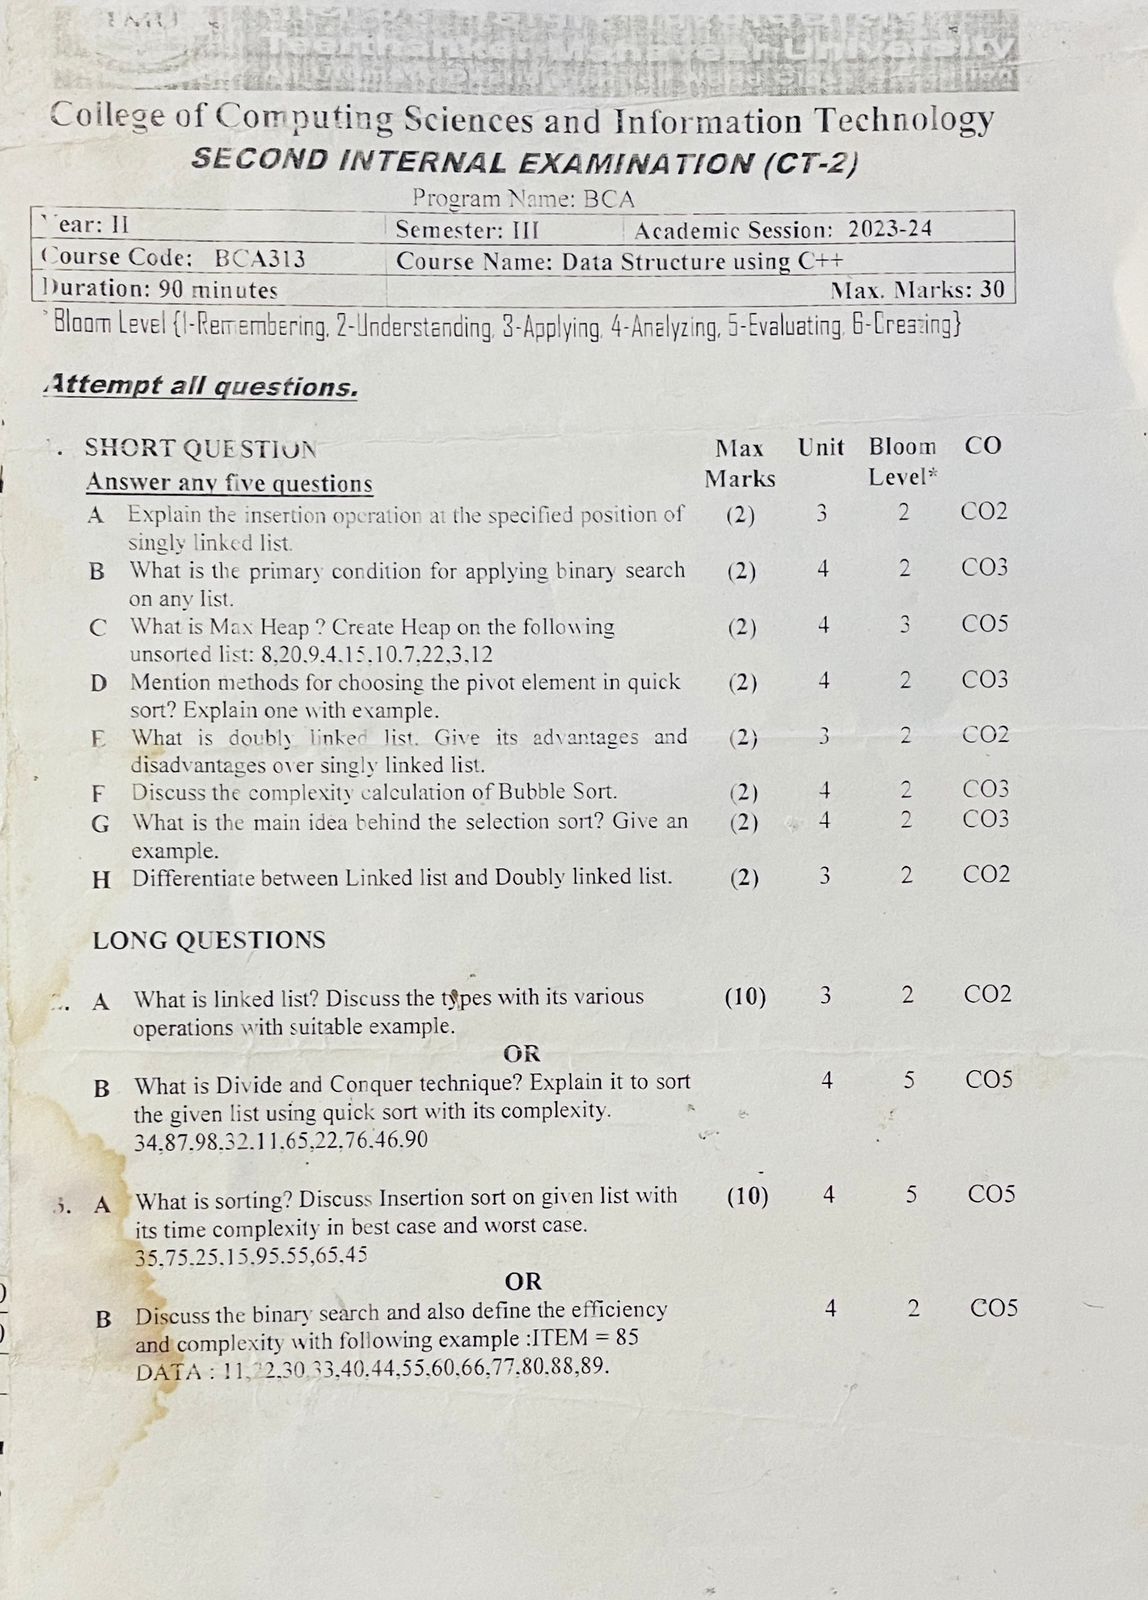 TMU
Teerthanker Mahaveer University
College of Computing Sciences and Information Technology
SECOND INTERNAL EXAMINATION (CT-2)
Program Name: BCA
Year: II Semester: III Academic Session: 2023-24
Course Code: BCA313 Course Name: Data Structure using C++
Duration: 90 minutes Max. Marks: 30
*Bloom Level {1-Remembering, 2-Understanding, 3-Applying, 4-Analyzing, 5-Evaluating, 6-Creating}
Attempt all questions.
. SHORT QUESTION Max Unit Bloom CO
Answer any five questions Marks Level*
A Explain the insertion operation at the specified position of (2) 3 2 CO2
singly linked list.
B What is the primary condition for applying binary search (2) 4 2 CO3
on any list.
C What is Max Heap ? Create Heap on the following (2) 4 3 CO5
unsorted list: 8,20,9,4,15,10,7,22,3,12
D Mention methods for choosing the pivot element in quick (2) 4 2 CO3
sort? Explain one with example.
E What is doubly linked list. Give its advantages and (2) 3 2 CO2
disadvantages over singly linked list.
F Discuss the complexity calculation of Bubble Sort. (2) 4 2 CO3
G What is the main idea behind the selection sort? Give an (2) 4 2 CO3
example.
H Differentiate between Linked list and Doubly linked list. (2) 3 2 CO2
LONG QUESTIONS
A What is linked list? Discuss the types with its various (10) 3 2 CO2
operations with suitable example.
OR
B What is Divide and Conquer technique? Explain it to sort 4 5 CO5
the given list using quick sort with its complexity.
34,87,98,32,11,65,22,76,46,90
3. A What is sorting? Discuss Insertion sort on given list with (10) 4 5 CO5
its time complexity in best case and worst case.
35,75,25,15,95,55,65,45
OR
B Discuss the binary search and also define the efficiency 4 2 CO5
and complexity with following example :ITEM = 85
DATA : 11,22,30,33,40,44,55,60,66,77,80,88,89.